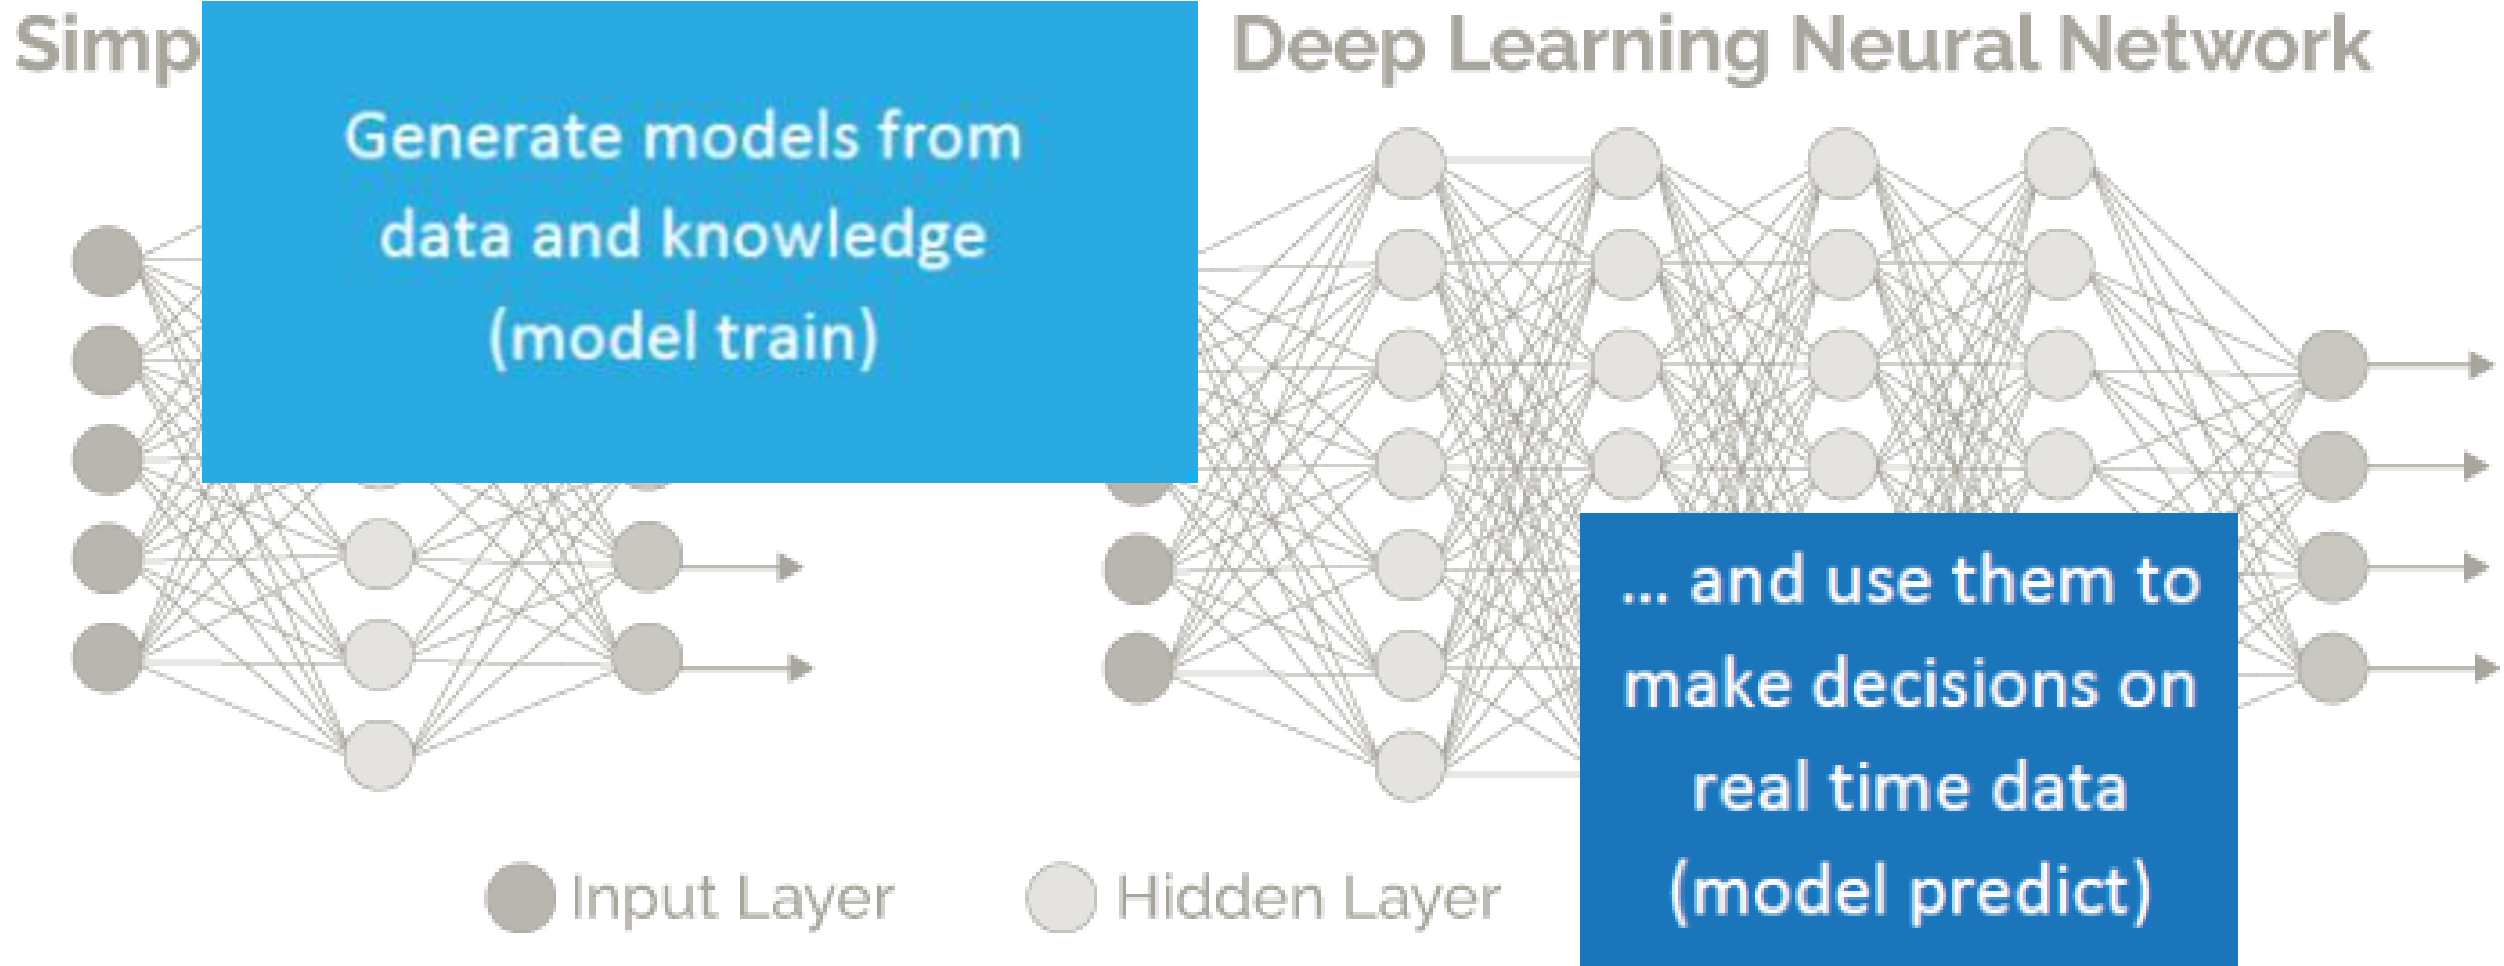 Simp
Deep Learning Neural Network
Generate models from
data and knowledge
(model train)
... and use them to
make decisions on
real time data
(model predict)
Input Layer
Hidden Layer